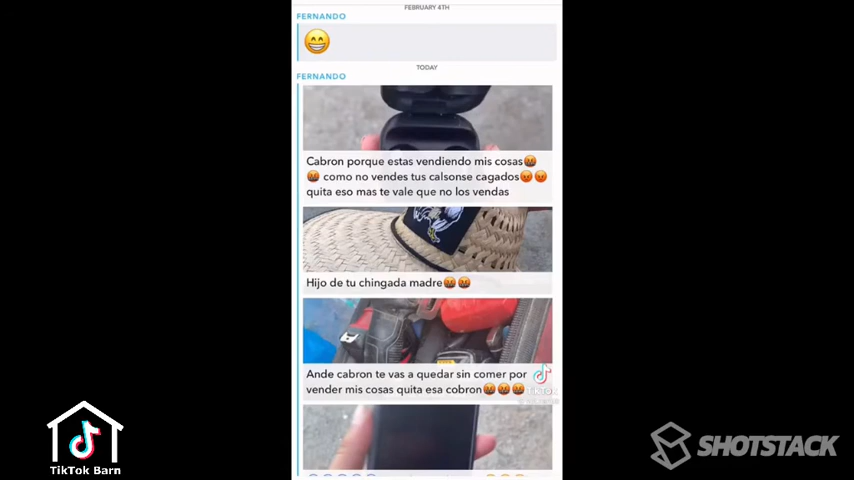 FEBRUARY 4TH
FERNANDO
TODAY
FERNANDO
Cabron porque estas vendiendo mis cosas🤬
🤬 como no vendes tus calsonse cagados😡😡
quita eso mas te vale que no los vendas
Hijo de tu chingada madre🤬🤬
Ande cabron te vas a quedar sin comer por
vender mis cosas quita esa cobron🤬🤬🤬
TikTok
TikTok Barn
SHOTSTACK